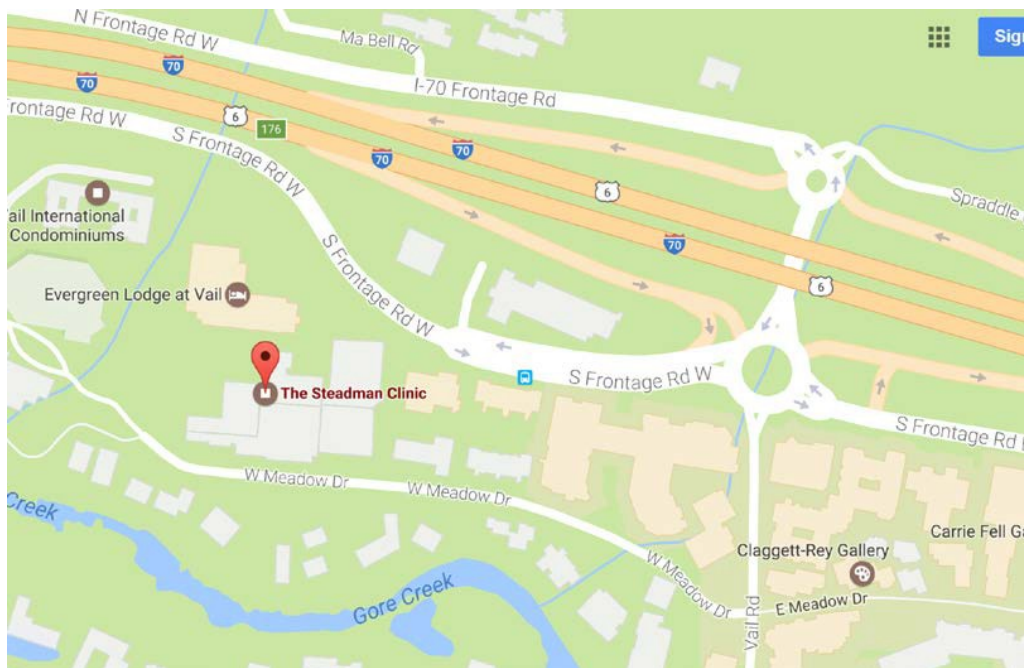 N Frontage Rd W
Ma Bell Rd
Sign
70
70
I-70 Frontage Rd
Frontage Rd W
6
176
S Frontage Rd W
70
70
6
Spraddle
ail International
Condominiums
S Frontage Rd W
70
6
Evergreen Lodge at Vail
The Steadman Clinic
S Frontage Rd W
S Frontage Rd
W Meadow Dr
W Meadow Dr
Creek
Carrie Fell Ga
Claggett-Rey Gallery
W Meadow Dr
Gore Creek
E Meadow Dr
Vail Rd